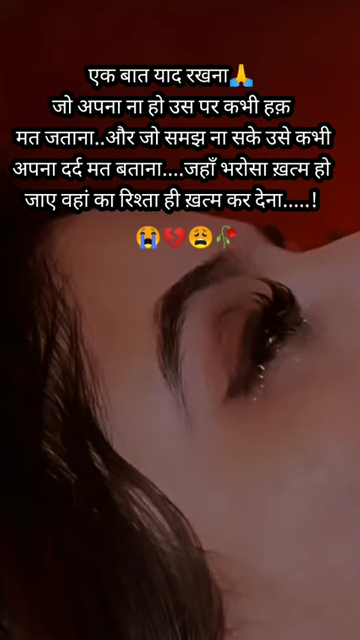 एक बात याद रखना🙏
जो अपना ना हो उस पर कभी हक़
मत जताना..और जो समझ ना सके उसे कभी
अपना दर्द मत बताना....जहाँ भरोसा ख़त्म हो
जाए वहां का रिश्ता ही ख़त्म कर देना.....!
😭💔😩🥀